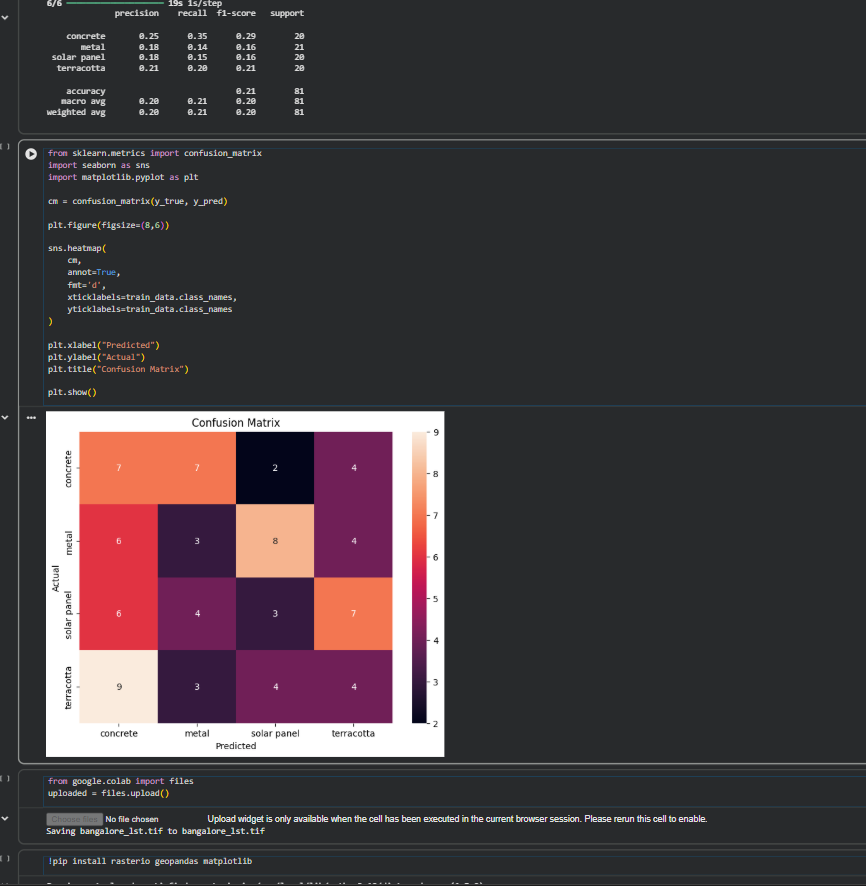 6/6 19s 1s/step
precision recall f1-score support
concrete 0.25 0.35 0.29 20
metal 0.18 0.14 0.16 21
solar panel 0.18 0.15 0.16 20
terracotta 0.21 0.20 0.21 20
accuracy 0.21 81
macro avg 0.20 0.21 0.20 81
weighted avg 0.20 0.21 0.20 81
from sklearn.metrics import confusion_matrix
import seaborn as sns
import matplotlib.pyplot as plt
cm = confusion_matrix(y_true, y_pred)
plt.figure(figsize=(8,6))
sns.heatmap(
cm,
annot=True,
fmt='d',
xticklabels=train_data.class_names,
yticklabels=train_data.class_names
)
plt.xlabel("Predicted")
plt.ylabel("Actual")
plt.title("Confusion Matrix")
plt.show()
Confusion Matrix
concrete 7 7 2 4
metal 6 3 8 4
solar panel 6 4 3 7
terracotta 9 3 4 4
Actual
concrete metal solar panel terracotta
Predicted
9
8
7
6
5
4
3
2
from google.colab import files
uploaded = files.upload()
Choose files No file chosen Upload widget is only available when the cell has been executed in the current browser session. Please rerun this cell to enable.
Saving bangalore_lst.tif to bangalore_lst.tif
!pip install rasterio geopandas matplotlib